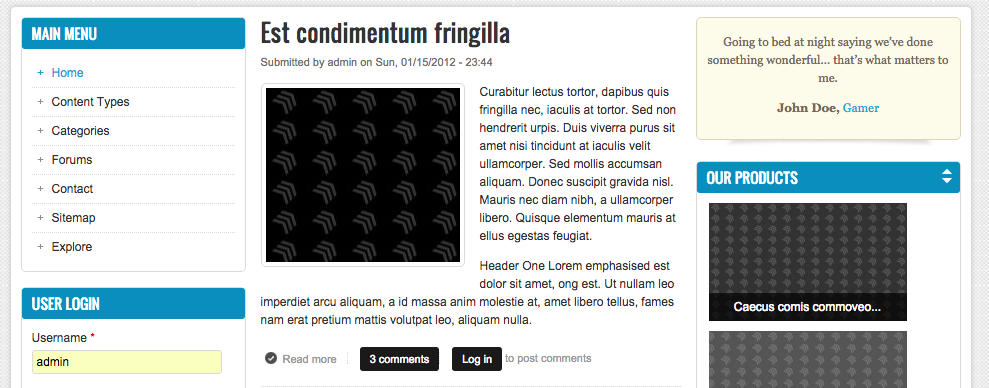 MAIN MENU
+ Home
+ Content Types
+ Categories
+ Forums
+ Contact
+ Sitemap
+ Explore
USER LOGIN
Username *
admin
Est condimentum fringilla
Submitted by admin on Sun, 01/15/2012 - 23:44
Curabitur lectus tortor, dapibus quis
fringilla nec, iaculis at tortor. Sed non
hendrerit urpis. Duis viverra purus sit
amet nisi tincidunt at iaculis velit
ullamcorper. Sed mollis accumsan
aliquam. Donec suscipit gravida nisl.
Mauris nec diam nibh, a ullamcorper
libero. Quisque elementum mauris at
ellus egestas feugiat.
Header One Lorem emphasised est
dolor sit amet, ong est. Ut nullam leo
imperdiet arcu aliquam, a id massa anim molestie at, amet libero tellus, fames
nam erat pretium mattis volutpat leo, aliquam nulla.
Read more 3 comments Log in to post comments
Going to bed at night saying we've done
something wonderful... that's what matters to
me.
John Doe, Gamer
OUR PRODUCTS
Caecus comis commoveo...